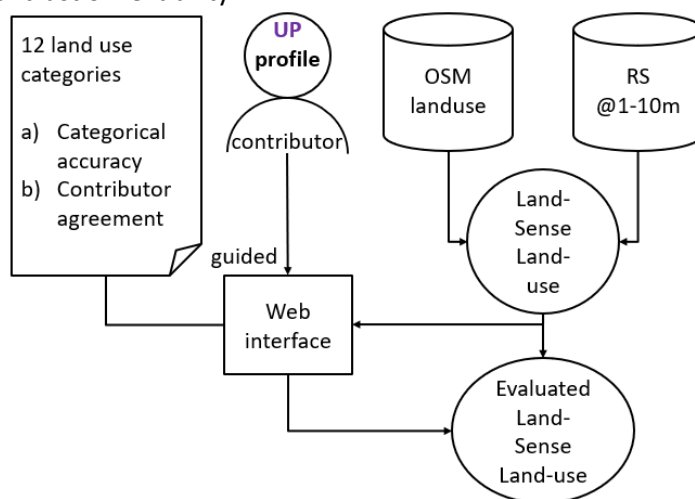 12 land use
categories
a) Categorical
accuracy
b) Contributor
agreement
UP
profile
contributor
OSM
landuse
RS
@1-10m
Land-
Sense
Land-
use
guided
Web
interface
Evaluated
Land-
Sense
Land-use